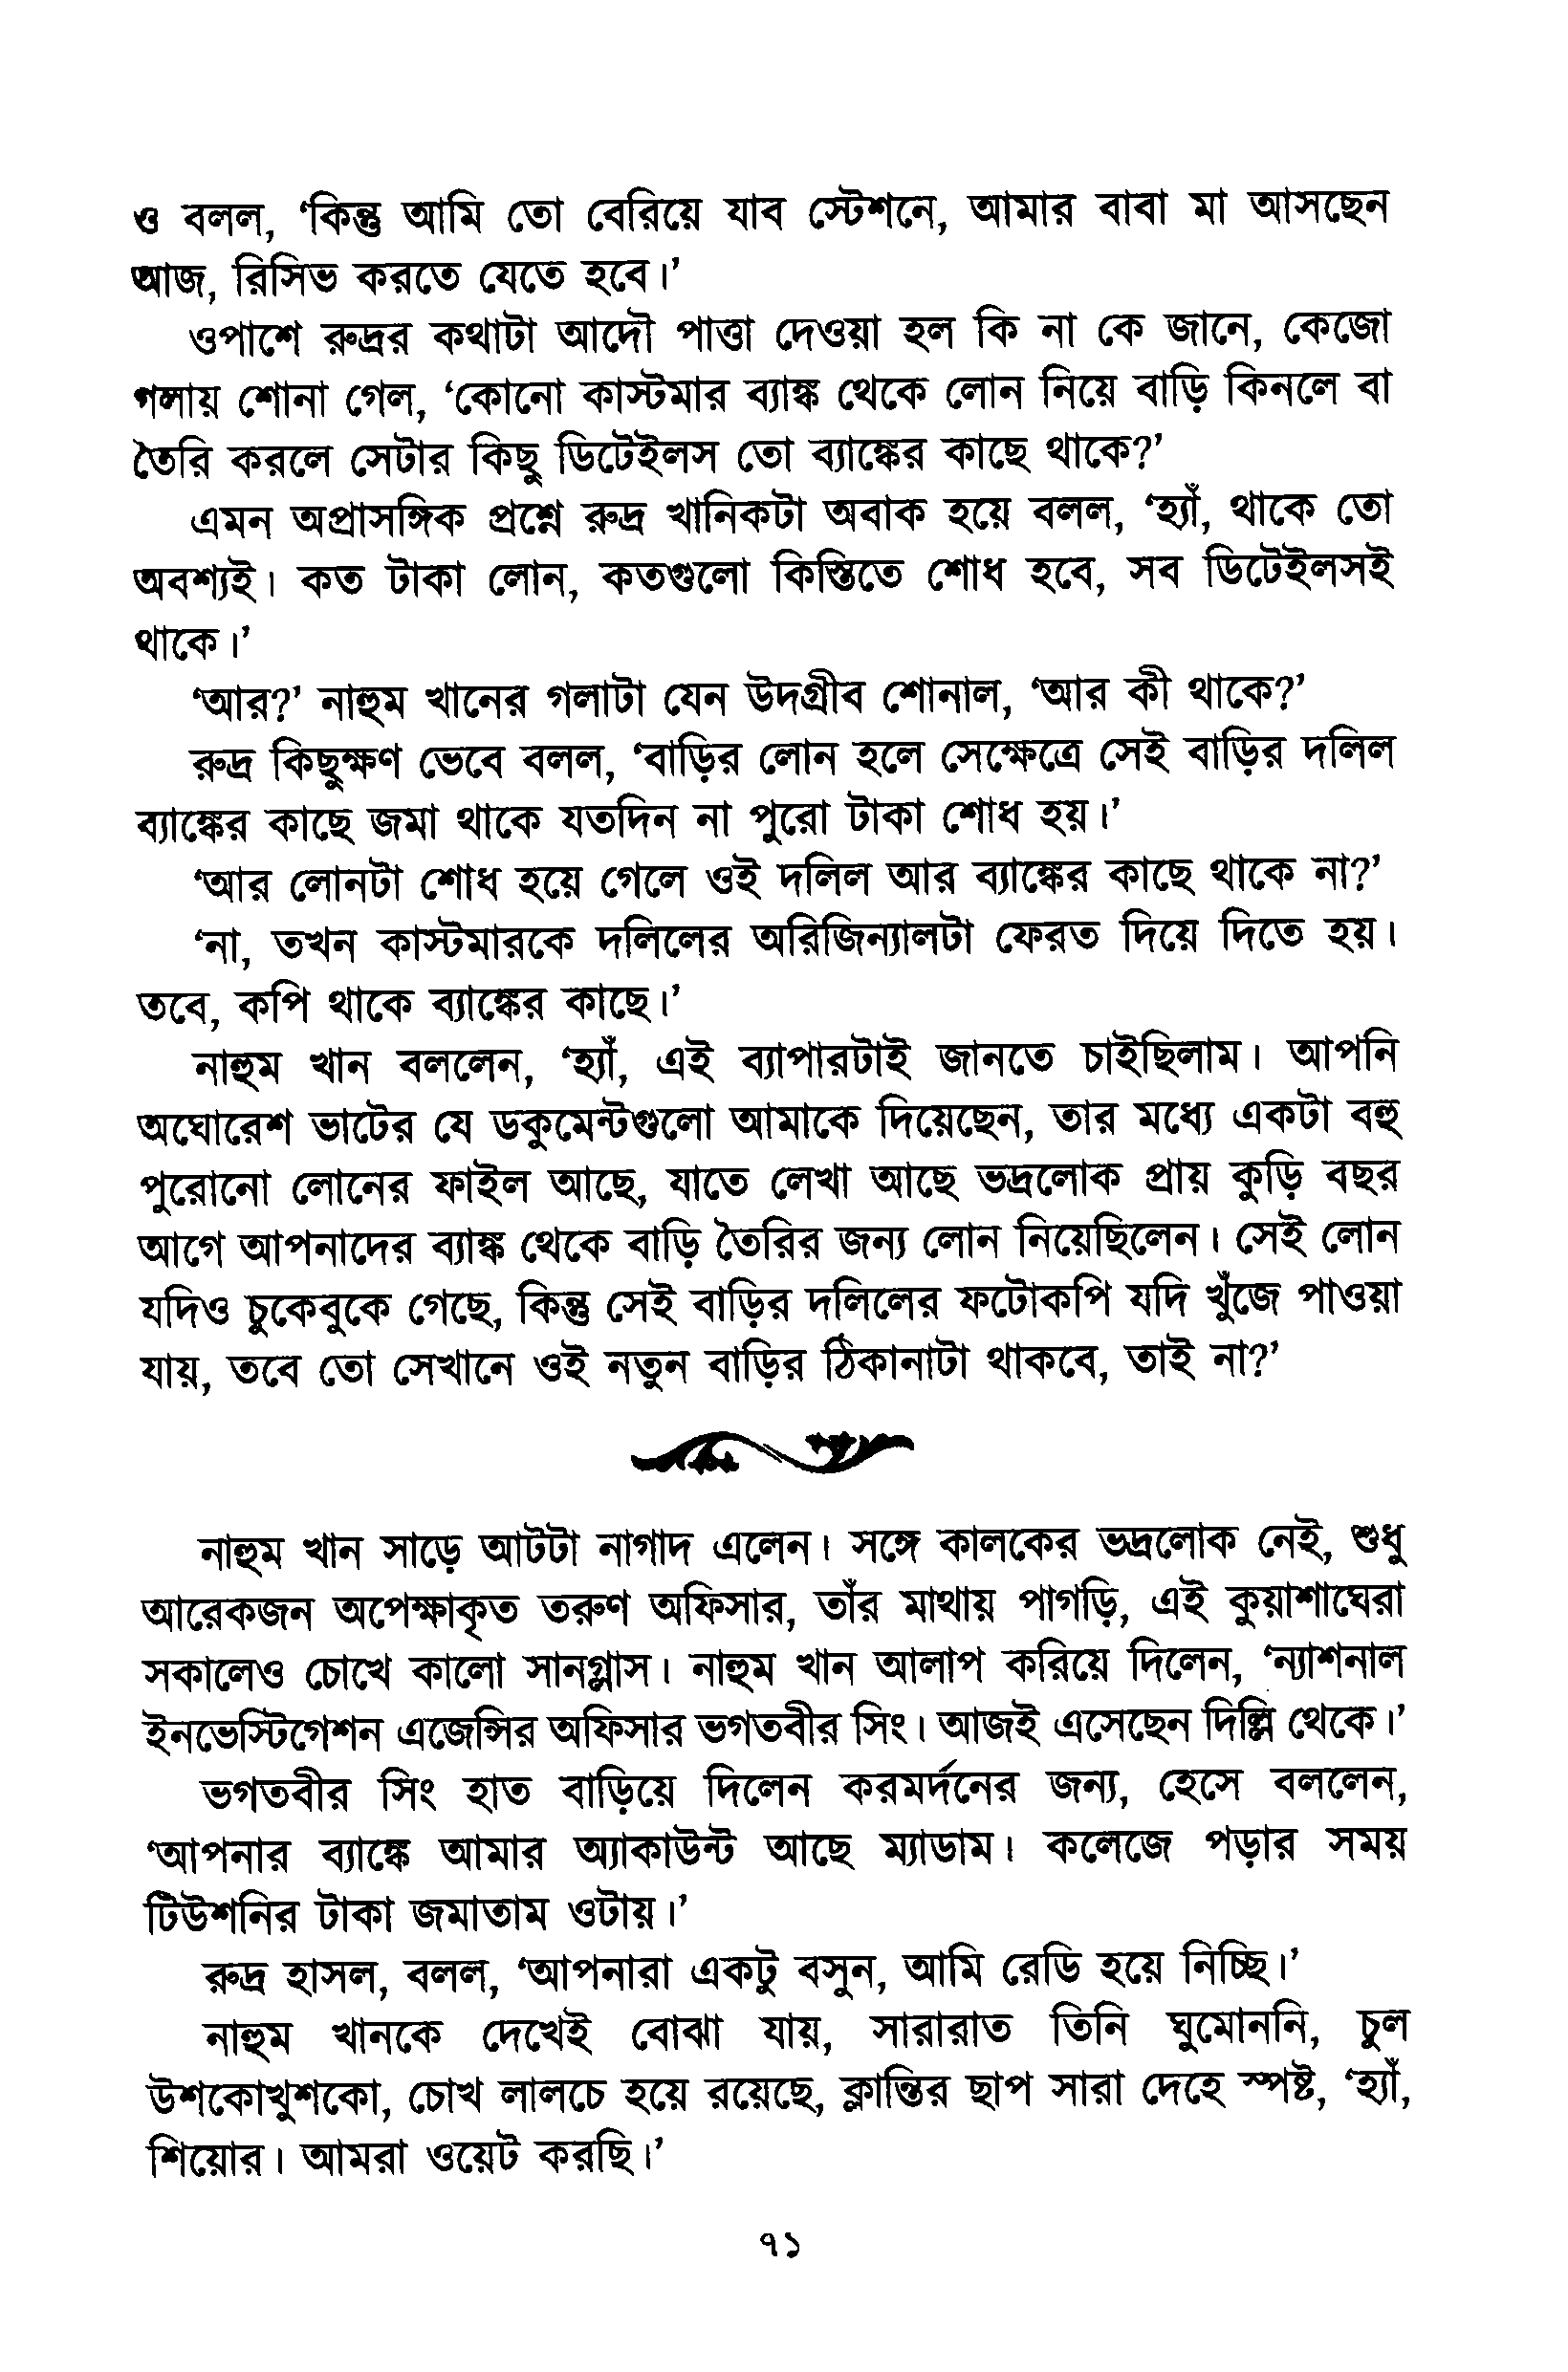 ও বলল, ‘কিন্তু আমি তো বেরিয়ে যাব স্টেশনে, আমার বাবা মা আসছেন
আজ, রিসিভ করতে যেতে হবে।’
ওপাশে রুদ্রর কথাটা আদৌ পাত্তা দেওয়া হল কি না কে জানে, কেজো
গলায় শোনা গেল, ‘কোনো কাস্টমার ব্যাঙ্ক থেকে লোন নিয়ে বাড়ি কিনলে বা
তৈরি করলে সেটার কিছু ডিটেইলস তো ব্যাঙ্কের কাছে থাকে?’
এমন অপ্রাসঙ্গিক প্রশ্নে রুদ্র খানিকটা অবাক হয়ে বলল, ‘হ্যাঁ, থাকে তো
অবশ্যই। কত টাকা লোন, কতগুলো কিস্তিতে শোধ হবে, সব ডিটেইলসই
থাকে।’
‘আর?’ নাহুম খানের গলাটা যেন উদগ্রীব শোনাল, ‘আর কী থাকে?’
রুদ্র কিছুক্ষণ ভেবে বলল, ‘বাড়ির লোন হলে সেক্ষেত্রে সেই বাড়ির দলিল
ব্যাঙ্কের কাছে জমা থাকে যতদিন না পুরো টাকা শোধ হয়।’
‘আর লোনটা শোধ হয়ে গেলে ওই দলিল আর ব্যাঙ্কের কাছে থাকে না?’
‘না, তখন কাস্টমারকে দলিলের অরিজিন্যালটা ফেরত দিয়ে দিতে হয়।
তবে, কপি থাকে ব্যাঙ্কের কাছে।’
নাহুম খান বললেন, ‘হ্যাঁ, এই ব্যাপারটাই জানতে চাইছিলাম। আপনি
অঘোরেশ ভাটের যে ডকুমেন্টগুলো আমাকে দিয়েছেন, তার মধ্যে একটা বহু
পুরোনো লোনের ফাইল আছে, যাতে লেখা আছে ভদ্রলোক প্রায় কুড়ি বছর
আগে আপনাদের ব্যাঙ্ক থেকে বাড়ি তৈরির জন্য লোন নিয়েছিলেন। সেই লোন
যদিও চুকেবুকে গেছে, কিন্তু সেই বাড়ির দলিলের ফটোকপি যদি খুঁজে পাওয়া
যায়, তবে তো সেখানে ওই নতুন বাড়ির ঠিকানাটা থাকবে, তাই না?’
নাহুম খান সাড়ে আটটা নাগাদ এলেন। সঙ্গে কালকের ভদ্রলোক নেই, শুধু
আরেকজন অপেক্ষাকৃত তরুণ অফিসার, তাঁর মাথায় পাগড়ি, এই কুয়াশাঘেরা
সকালেও চোখে কালো সানগ্লাস। নাহুম খান আলাপ করিয়ে দিলেন, ‘ন্যাশনাল
ইনভেস্টিগেশন এজেন্সির অফিসার ভগতবীর সিং। আজই এসেছেন দিল্লি থেকে।’
ভগতবীর সিং হাত বাড়িয়ে দিলেন করমর্দনের জন্য, হেসে বললেন,
‘আপনার ব্যাঙ্কে আমার অ্যাকাউন্ট আছে ম্যাডাম। কলেজে পড়ার সময়
টিউশনির টাকা জমাতাম ওটায়।’
রুদ্র হাসল, বলল, ‘আপনারা একটু বসুন, আমি রেডি হয়ে নিচ্ছি।’
নাহুম খানকে দেখেই বোঝা যায়, সারারাত তিনি ঘুমোননি, চুল
উশকোখুশকো, চোখ লালচে হয়ে রয়েছে, ক্লান্তির ছাপ সারা দেহে স্পষ্ট, ‘হ্যাঁ,
শিয়োর। আমরা ওয়েট করছি।’
৭১